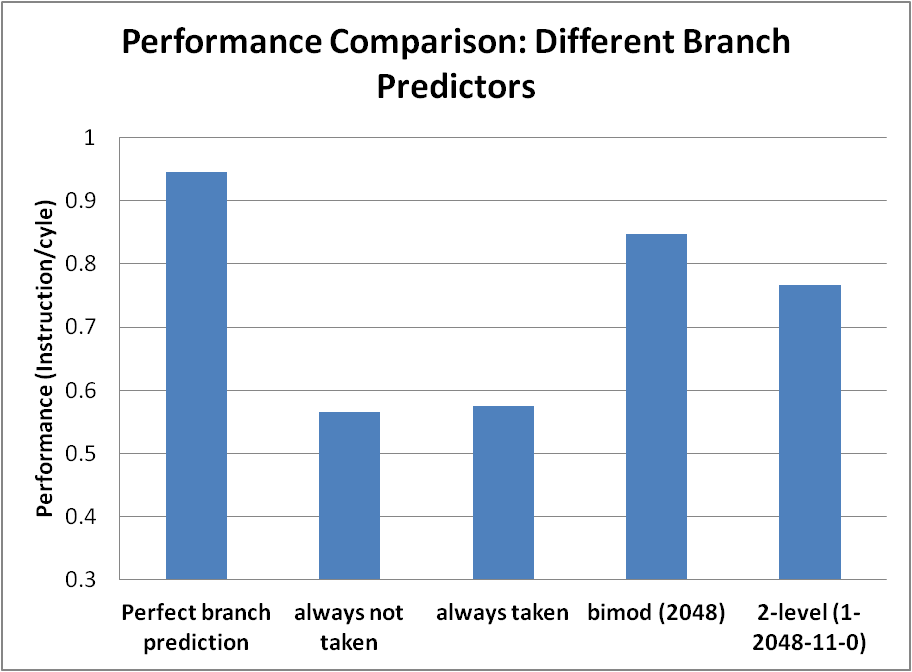 Performance Comparison: Different Branch
Predictors
Performance (Instruction/cyle)
1
0.9
0.8
0.7
0.6
0.5
0.4
0.3
Perfect branch
prediction
always not
taken
always taken
bimod (2048)
2-level (1-
2048-11-0)